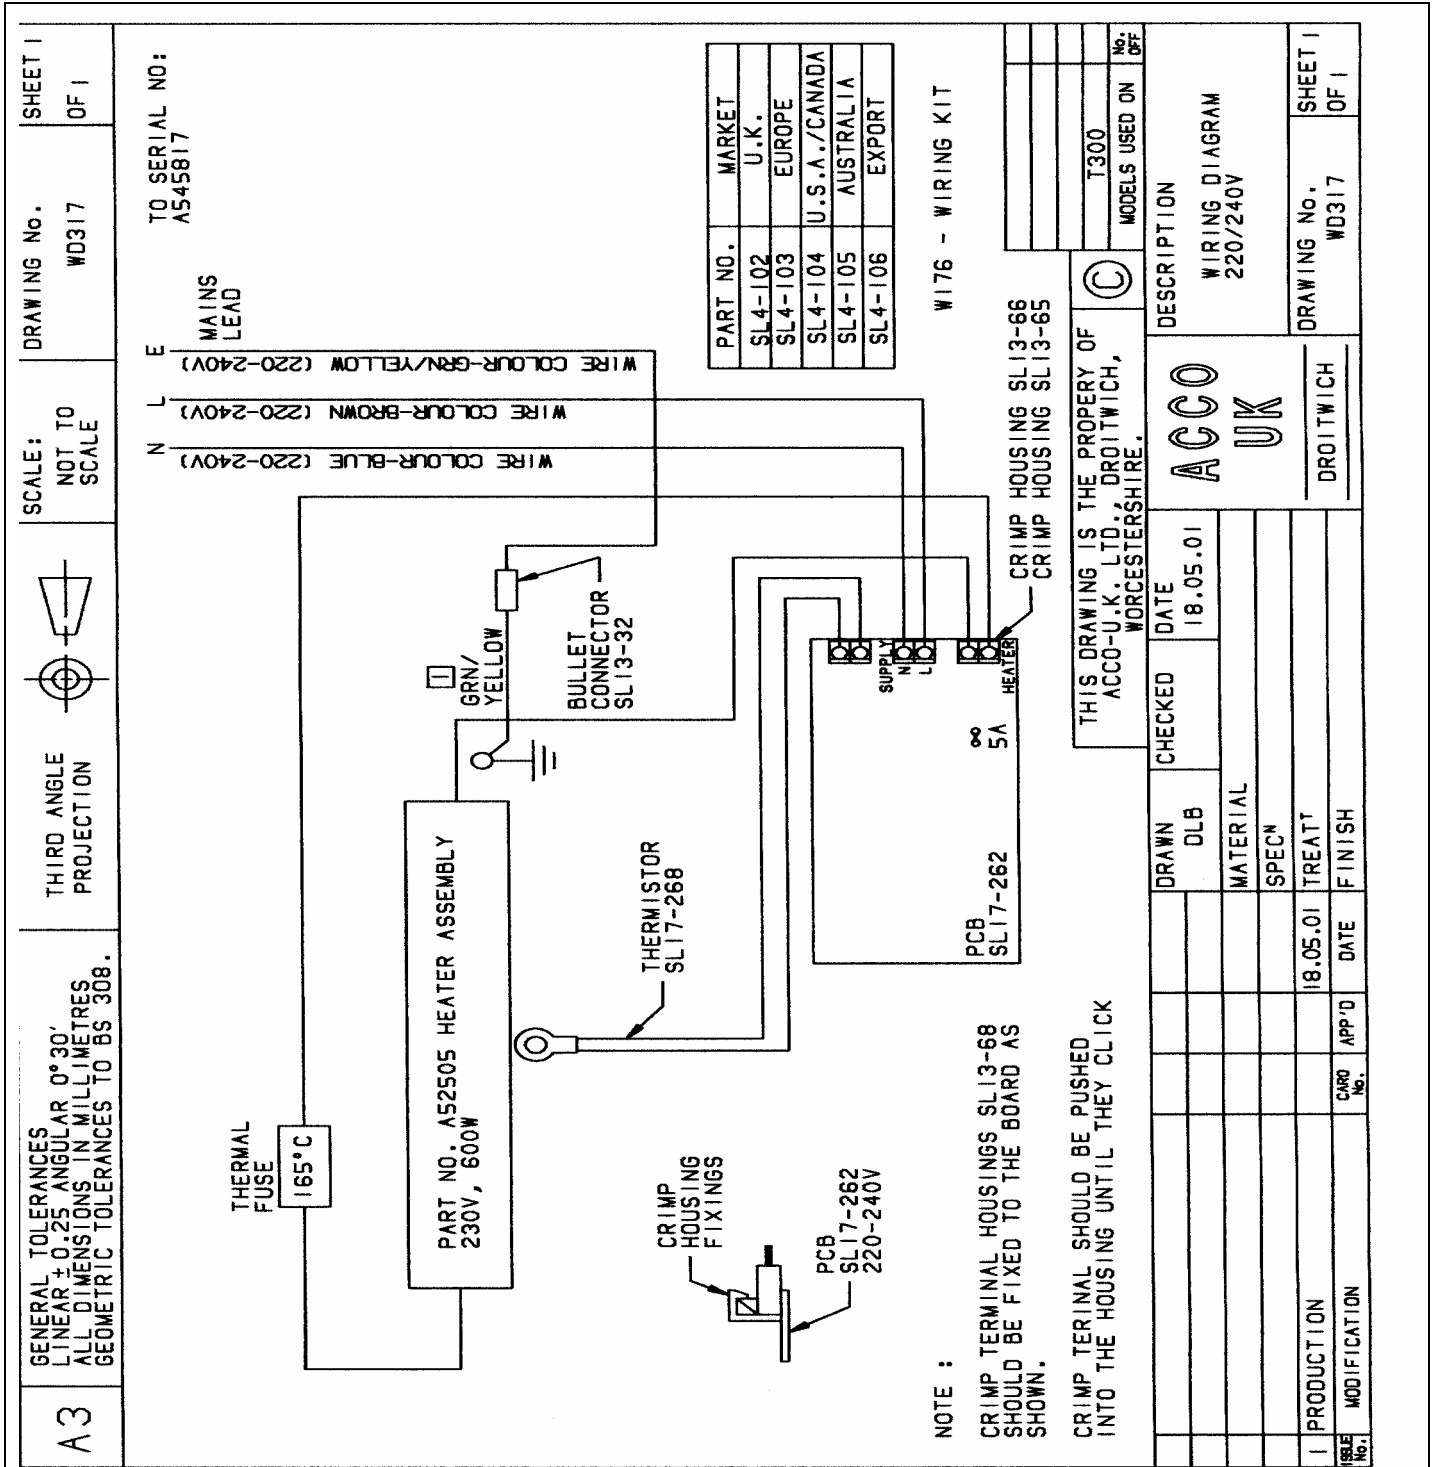 A3
GENERAL TOLERANCES
LINEAR ± 0.25 ANGULAR 0°30'
ALL DIMENSIONS IN MILLIMETRES
GEOMETRIC TOLERANCES TO BS 308.
THIRD ANGLE
PROJECTION
SCALE:
NOT TO
SCALE
DRAWING No.
WD317
SHEET 1
OF 1
TO SERIAL NO:
A545817
MAINS
LEAD
N
L
E
WIRE COLOUR-BLUE (220-240V)
WIRE COLOUR-BROWN (220-240V)
WIRE COLOUR-GRN/YELLOW (220-240V)
THERMAL
FUSE
165°C
PART NO. A52505 HEATER ASSEMBLY
230V, 600W
1
GRN/
YELLOW
BULLET
CONNECTOR
SL13-32
THERMISTOR
SL17-268
CRIMP
HOUSING
FIXINGS
PCB
SL17-262
220-240V
PCB
SL17-262
5A
SUPPLY
N
L
HEATER
CRIMP HOUSING SL13-66
CRIMP HOUSING SL13-65
PART NO. MARKET
SL4-102 U.K.
SL4-103 EUROPE
SL4-104 U.S.A./CANADA
SL4-105 AUSTRALIA
SL4-106 EXPORT
W176 - WIRING KIT
NOTE :
CRIMP TERMINAL HOUSINGS SL13-68
SHOULD BE FIXED TO THE BOARD AS
SHOWN.
CRIMP TERINAL SHOULD BE PUSHED
INTO THE HOUSING UNTIL THEY CLICK
THIS DRAWING IS THE PROPERY OF
ACCO-U.K. LTD., DROITWICH,
WORCESTERSHIRE.
©
T300
MODELS USED ON
No.
OFF
1 PRODUCTION 18.05.01
ISSUE No. MODIFICATION CARD No. APP'D DATE
DRAWN
DLB
CHECKED
DATE
18.05.01
MATERIAL
SPECᴺ
TREATᵀ
FINISH
ACCO
UK
DROITWICH
DESCRIPTION
WIRING DIAGRAM
220/240V
DRAWING No.
WD317
SHEET 1
OF 1